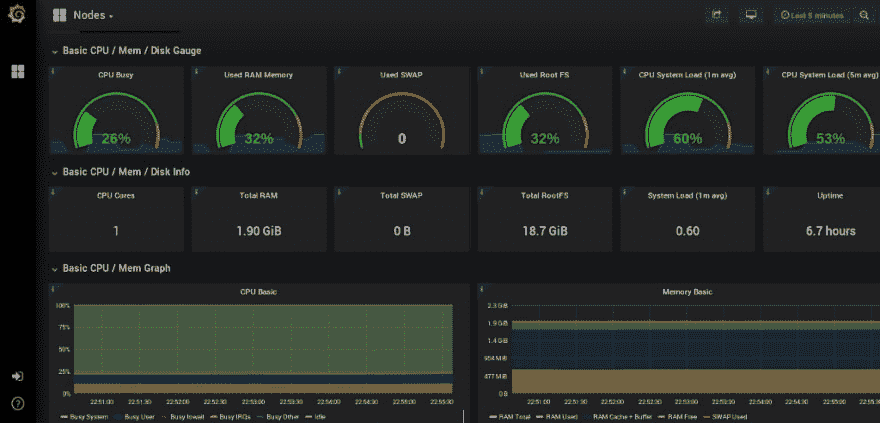 Nodes
Last 5 minutes
Basic CPU / Mem / Disk Gauge
CPU Busy
Used RAM Memory
Used SWAP
Used Root FS
CPU System Load (1m avg)
CPU System Load (5m avg)
26%
32%
0
32%
60%
53%
Basic CPU / Mem / Disk Info
CPU Cores
Total RAM
Total SWAP
Total RootFS
System Load (1m avg)
Uptime
1
1.90 GiB
0 B
18.7 GiB
0.60
6.7 hours
Basic CPU / Mem Graph
CPU Basic
100%
75%
50%
25%
0%
22:51:00 22:51:30 22:52:00 22:52:30 22:53:00 22:53:30 22:54:00 22:54:30 22:55:00 22:55:30
Busy System Busy User Busy Iowait Busy IRQs Busy Other Idle
Memory Basic
2.3 GiB
1.9 GiB
1.4 GiB
954 MiB
477 MiB
0 B
22:51:00 22:51:30 22:52:00 22:52:30 22:53:00 22:53:30 22:54:00 22:54:30 22:55:00 22:55:30
RAM Total RAM Used RAM Cache + Buffer RAM Free SWAP Used